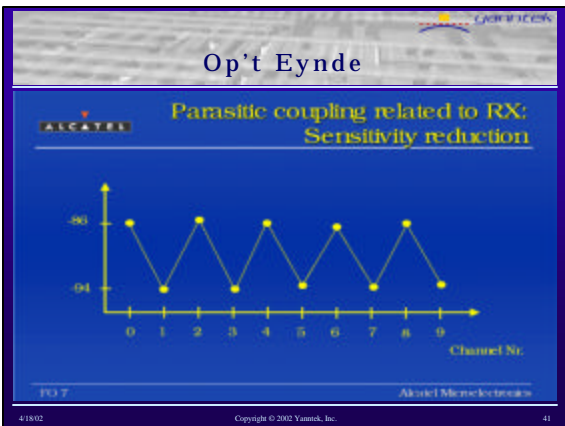 Yanntek
Op't Eynde
ALCATEL
Parasitic coupling related to RX:
Sensitivity reduction
-86
-94
0 1 2 3 4 5 6 7 8 9
Channel Nr.
FO 7
Alcatel Microelectronics
4/18/02
Copyright © 2002 Yanntek, Inc.
41